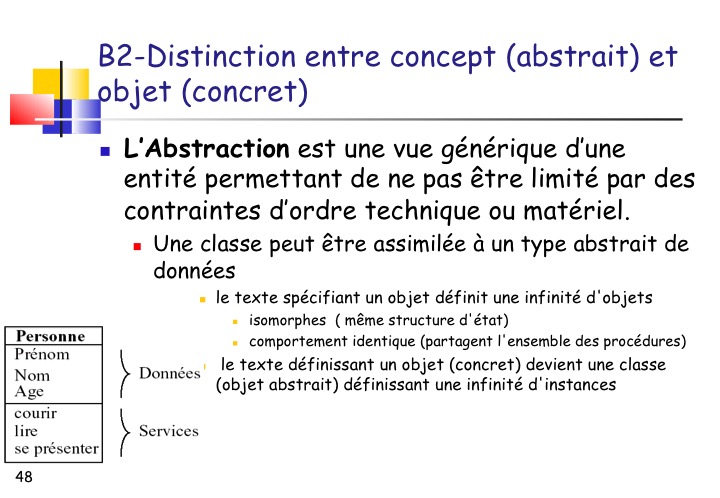 B2-Distinction entre concept (abstrait) et
objet (concret)
L’Abstraction est une vue générique d’une
entité permettant de ne pas être limité par des
contraintes d’ordre technique ou matériel.
Une classe peut être assimilée à un type abstrait de
données
le texte spécifiant un objet définit une infinité d'objets
isomorphes ( même structure d'état)
comportement identique (partagent l'ensemble des procédures)
le texte définissant un objet (concret) devient une classe
(objet abstrait) définissant une infinité d'instances
Personne
Prénom
Nom
Age
Données
courir
lire
se présenter
Services
48